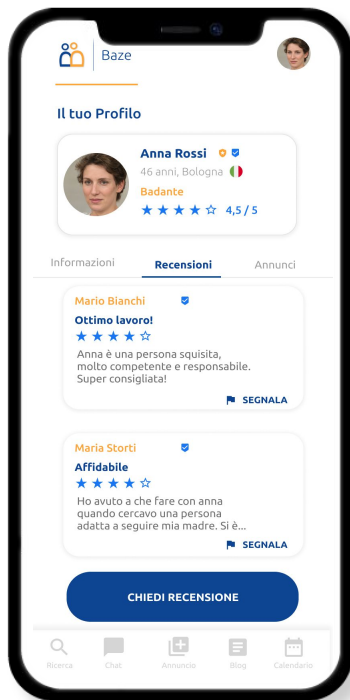 Baze
Il tuo Profilo
Anna Rossi
46 anni, Bologna
Badante
4,5 / 5
Informazioni
Recensioni
Annunci
Mario Bianchi
Ottimo lavoro!
Anna è una persona squisita,
molto competente e responsabile.
Super consigliata!
SEGNALA
Maria Storti
Affidabile
Ho avuto a che fare con anna
quando cercavo una persona
adatta a seguire mia madre. Si è...
SEGNALA
CHIEDI RECENSIONE
Ricerca
Chat
Annuncio
Blog
Calendario